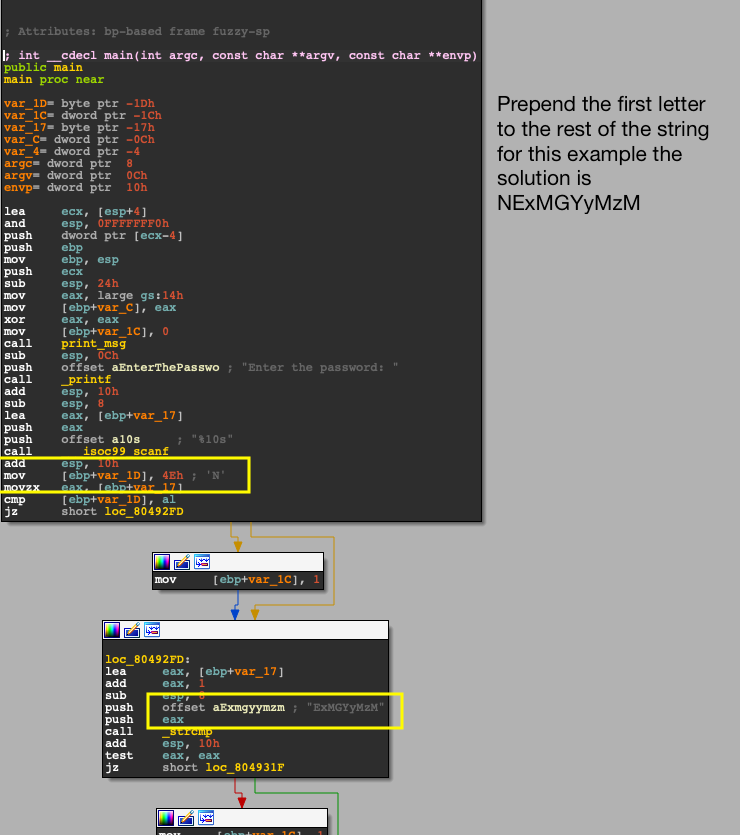 ; Attributes: bp-based frame fuzzy-sp
; int __cdecl main(int argc, const char **argv, const char **envp)
public main
main proc near
var_1D= byte ptr -1Dh
var_1C= dword ptr -1Ch
var_17= byte ptr -17h
var_C= dword ptr -0Ch
var_4= dword ptr -4
argc= dword ptr  8
argv= dword ptr  0Ch
envp= dword ptr  10h
lea     ecx, [esp+4]
and     esp, 0FFFFFFF0h
push    dword ptr [ecx-4]
push    ebp
mov     ebp, esp
push    ecx
sub     esp, 24h
mov     eax, large gs:14h
mov     [ebp+var_C], eax
xor     eax, eax
mov     [ebp+var_1C], 0
call    print_msg
sub     esp, 0Ch
push    offset aEnterThePasswo ; "Enter the password: "
call    _printf
add     esp, 10h
sub     esp, 8
lea     eax, [ebp+var_17]
push    eax
push    offset a10s     ; "%10s"
call    ___isoc99_scanf
add     esp, 10h
mov     [ebp+var_1D], 4Eh ; 'N'
movzx   eax, [ebp+var_17]
cmp     [ebp+var_1D], al
jz      short loc_80492FD
Prepend the first letter
to the rest of the string
for this example the
solution is
NExMGYyMzM
mov     [ebp+var_1C], 1
loc_80492FD:
lea     eax, [ebp+var_17]
add     eax, 1
sub     esp, 8
push    offset aExmgyymzm ; "ExMGYyMzM"
push    eax
call    _strcmp
add     esp, 10h
test    eax, eax
jz      short loc_804931F
mov     [ebp+var_1C], 1